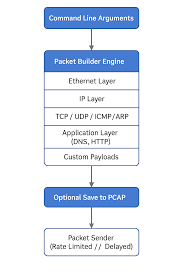 Command Line Arguments
Packet Builder Engine
Ethernet Layer
IP Layer
TCP / UDP / ICMP/ARP
Application Layer
(DNS, HTTP)
Custom Payloads
Optional Save to PCAP
Packet Sender
(Rate Limited // Delayed)